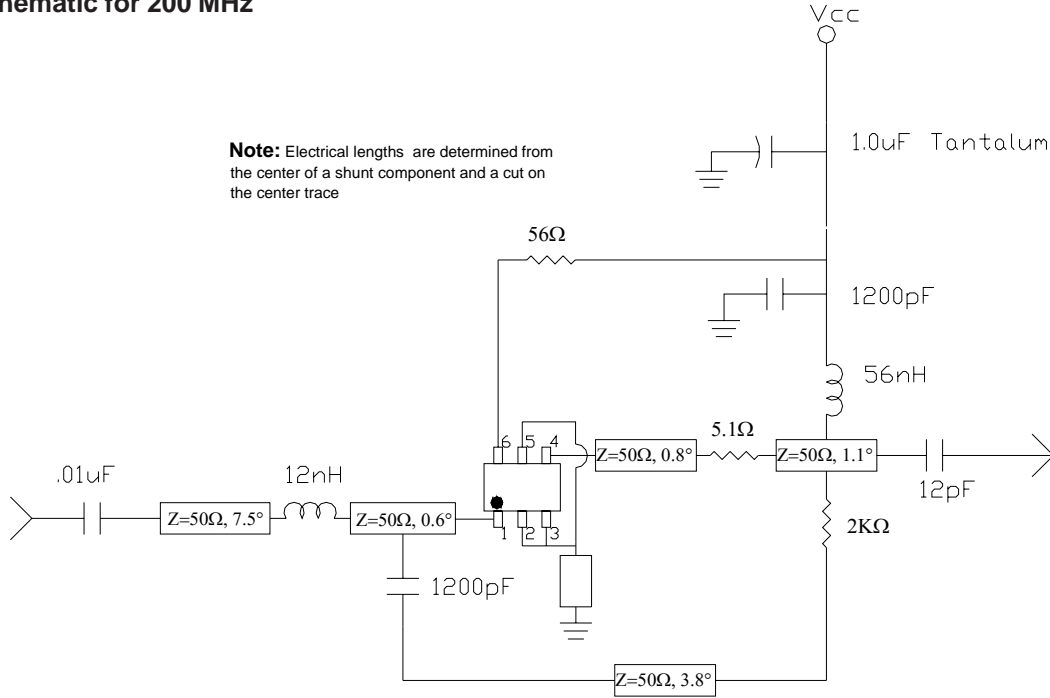 hematic for 200 MHz
Vcc
Note: Electrical lengths are determined from
the center of a shunt component and a cut on
the center trace
1.0uF Tantalum
56Ω
1200pF
56nH
6 5 4
5.1Ω
Z=50Ω, 0.8°
Z=50Ω, 1.1°
.01uF
12nH
12pF
Z=50Ω, 7.5°
Z=50Ω, 0.6°
1 2 3
2KΩ
1200pF
Z=50Ω, 3.8°